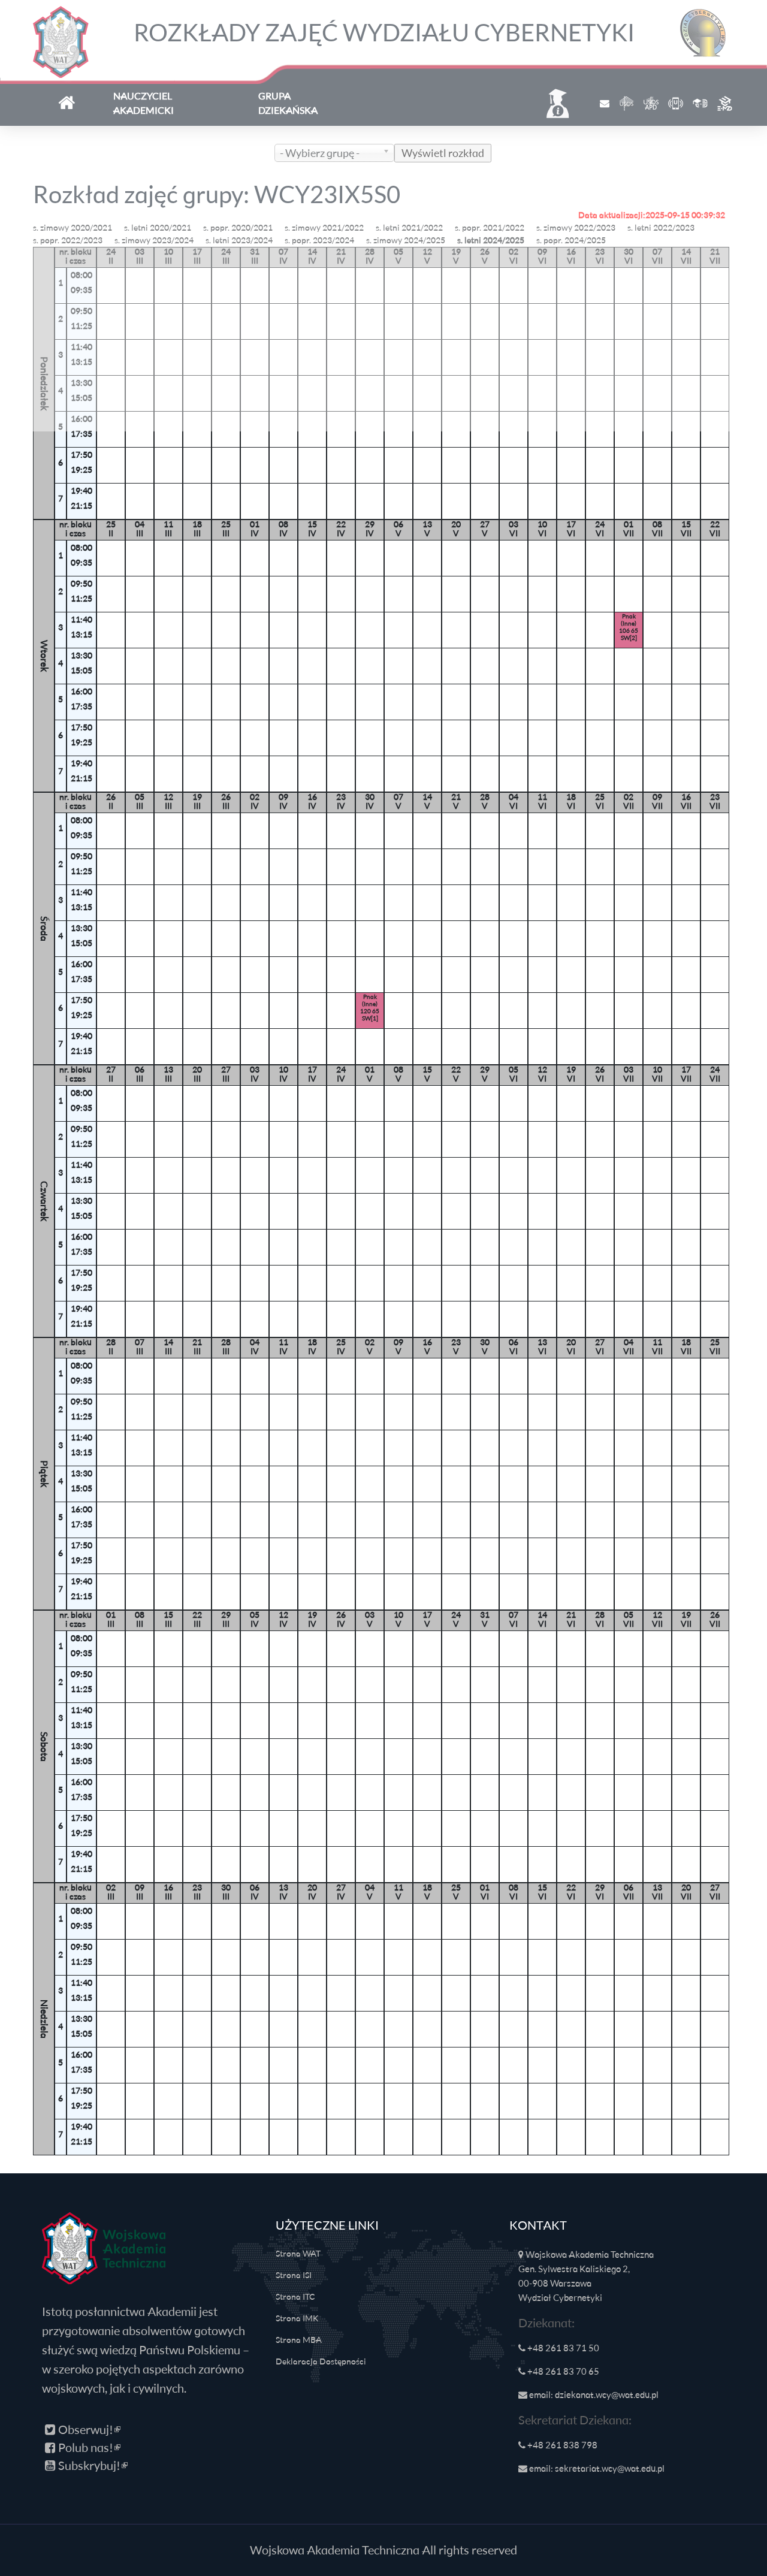 ROZKŁADY ZAJĘĆ WYDZIAŁU CYBERNETYKI
NAUCZYCIEL AKADEMICKI
GRUPA DZIEKAŃSKA
- Wybierz grupę -
Wyświetl rozkład
Rozkład zajęć grupy: WCY23IX5S0
Data aktualizacji:2025-09-15 00:39:32
s. zimowy 2020/2021 s. letni 2020/2021 s. popr. 2020/2021 s. zimowy 2021/2022 s. letni 2021/2022 s. popr. 2021/2022 s. zimowy 2022/2023 s. letni 2022/2023
s. popr. 2022/2023 s. zimowy 2023/2024 s. letni 2023/2024 s. popr. 2023/2024 s. zimowy 2024/2025 s. letni 2024/2025 s. popr. 2024/2025
Poniedziałek
nr. bloku 24 03 10 17 24 31 07 14 21 28 05 12 19 26 02 09 16 23 30 07 14 21
i czas II III III III III III IV IV IV IV V V V V VI VI VI VI VI VII VII VII
1 08:00 09:35
2 09:50 11:25
3 11:40 13:15
4 13:30 15:05
5 16:00 17:35
6 17:50 19:25
7 19:40 21:15
Wtorek
nr. bloku 25 04 11 18 25 01 08 15 22 29 06 13 20 27 03 10 17 24 01 08 15 22
i czas II III III III III IV IV IV IV IV V V V V VI VI VI VI VII VII VII VII
1 08:00 09:35
2 09:50 11:25
3 11:40 13:15
Pnak
(inne)
106 65
SW[2]
4 13:30 15:05
5 16:00 17:35
6 17:50 19:25
7 19:40 21:15
Środa
nr. bloku 26 05 12 19 26 02 09 16 23 30 07 14 21 28 04 11 18 25 02 09 16 23
i czas II III III III III IV IV IV IV IV V V V V VI VI VI VI VII VII VII VII
1 08:00 09:35
2 09:50 11:25
3 11:40 13:15
4 13:30 15:05
5 16:00 17:35
6 17:50 19:25
Pnak
(inne)
120 65
SW[1]
7 19:40 21:15
Czwartek
nr. bloku 27 06 13 20 27 03 10 17 24 01 08 15 22 29 05 12 19 26 03 10 17 24
i czas II III III III III IV IV IV IV V V V V V VI VI VI VI VII VII VII VII
1 08:00 09:35
2 09:50 11:25
3 11:40 13:15
4 13:30 15:05
5 16:00 17:35
6 17:50 19:25
7 19:40 21:15
Piątek
nr. bloku 28 07 14 21 28 04 11 18 25 02 09 16 23 30 06 13 20 27 04 11 18 25
i czas II III III III III IV IV IV IV V V V V V VI VI VI VI VII VII VII VII
1 08:00 09:35
2 09:50 11:25
3 11:40 13:15
4 13:30 15:05
5 16:00 17:35
6 17:50 19:25
7 19:40 21:15
Sobota
nr. bloku 01 08 15 22 29 05 12 19 26 03 10 17 24 31 07 14 21 28 05 12 19 26
i czas III III III III III IV IV IV IV V V V V V VI VI VI VI VII VII VII VII
1 08:00 09:35
2 09:50 11:25
3 11:40 13:15
4 13:30 15:05
5 16:00 17:35
6 17:50 19:25
7 19:40 21:15
Niedziela
nr. bloku 02 09 16 23 30 06 13 20 27 04 11 18 25 01 08 15 22 29 06 13 20 27
i czas III III III III III IV IV IV IV V V V V VI VI VI VI VI VII VII VII VII
1 08:00 09:35
2 09:50 11:25
3 11:40 13:15
4 13:30 15:05
5 16:00 17:35
6 17:50 19:25
7 19:40 21:15
WAT
Wojskowa
Akademia
Techniczna
Istotą posłannictwa Akademii jest
przygotowanie absolwentów gotowych
służyć swą wiedzą Państwu Polskiemu –
w szeroko pojętych aspektach zarówno
wojskowych, jak i cywilnych.
Obserwuj!
Polub nas!
Subskrybuj!
UŻYTECZNE LINKI
Strona WAT
Strona ISI
Strona ITC
Strona IMK
Strona MBA
Deklaracja Dostępności
KONTAKT
Wojskowa Akademia Techniczna
Gen. Sylwestra Kaliskiego 2,
00-908 Warszawa
Wydział Cybernetyki
Dziekanat:
+48 261 83 71 50
+48 261 83 70 65
email: dziekanat.wcy@wat.edu.pl
Sekretariat Dziekana:
+48 261 838 798
email: sekretariat.wcy@wat.edu.pl
Wojskowa Akademia Techniczna All rights reserved